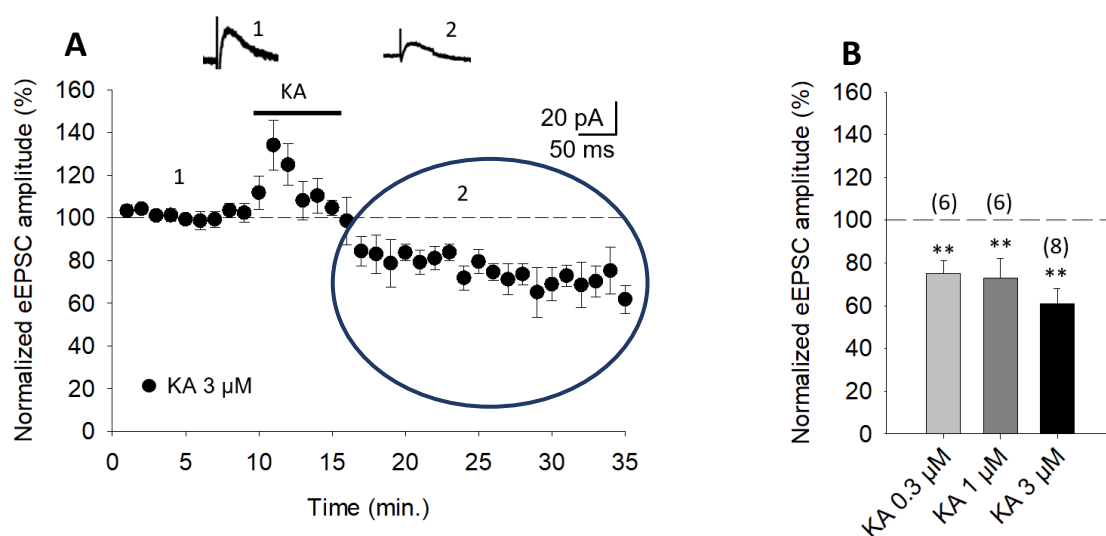 A
1
2
Normalized eEPSC amplitude (%)
160
140
120
100
80
60
40
20
0
KA
20 pA
50 ms
1
2
KA 3 µM
0 5 10 15 20 25 30 35
Time (min.)
B
Normalized eEPSC amplitude (%)
160
140
120
100
80
60
40
20
0
(6) (6)
(8)
** **
**
KA 0.3 µM
KA 1 µM
KA 3 µM